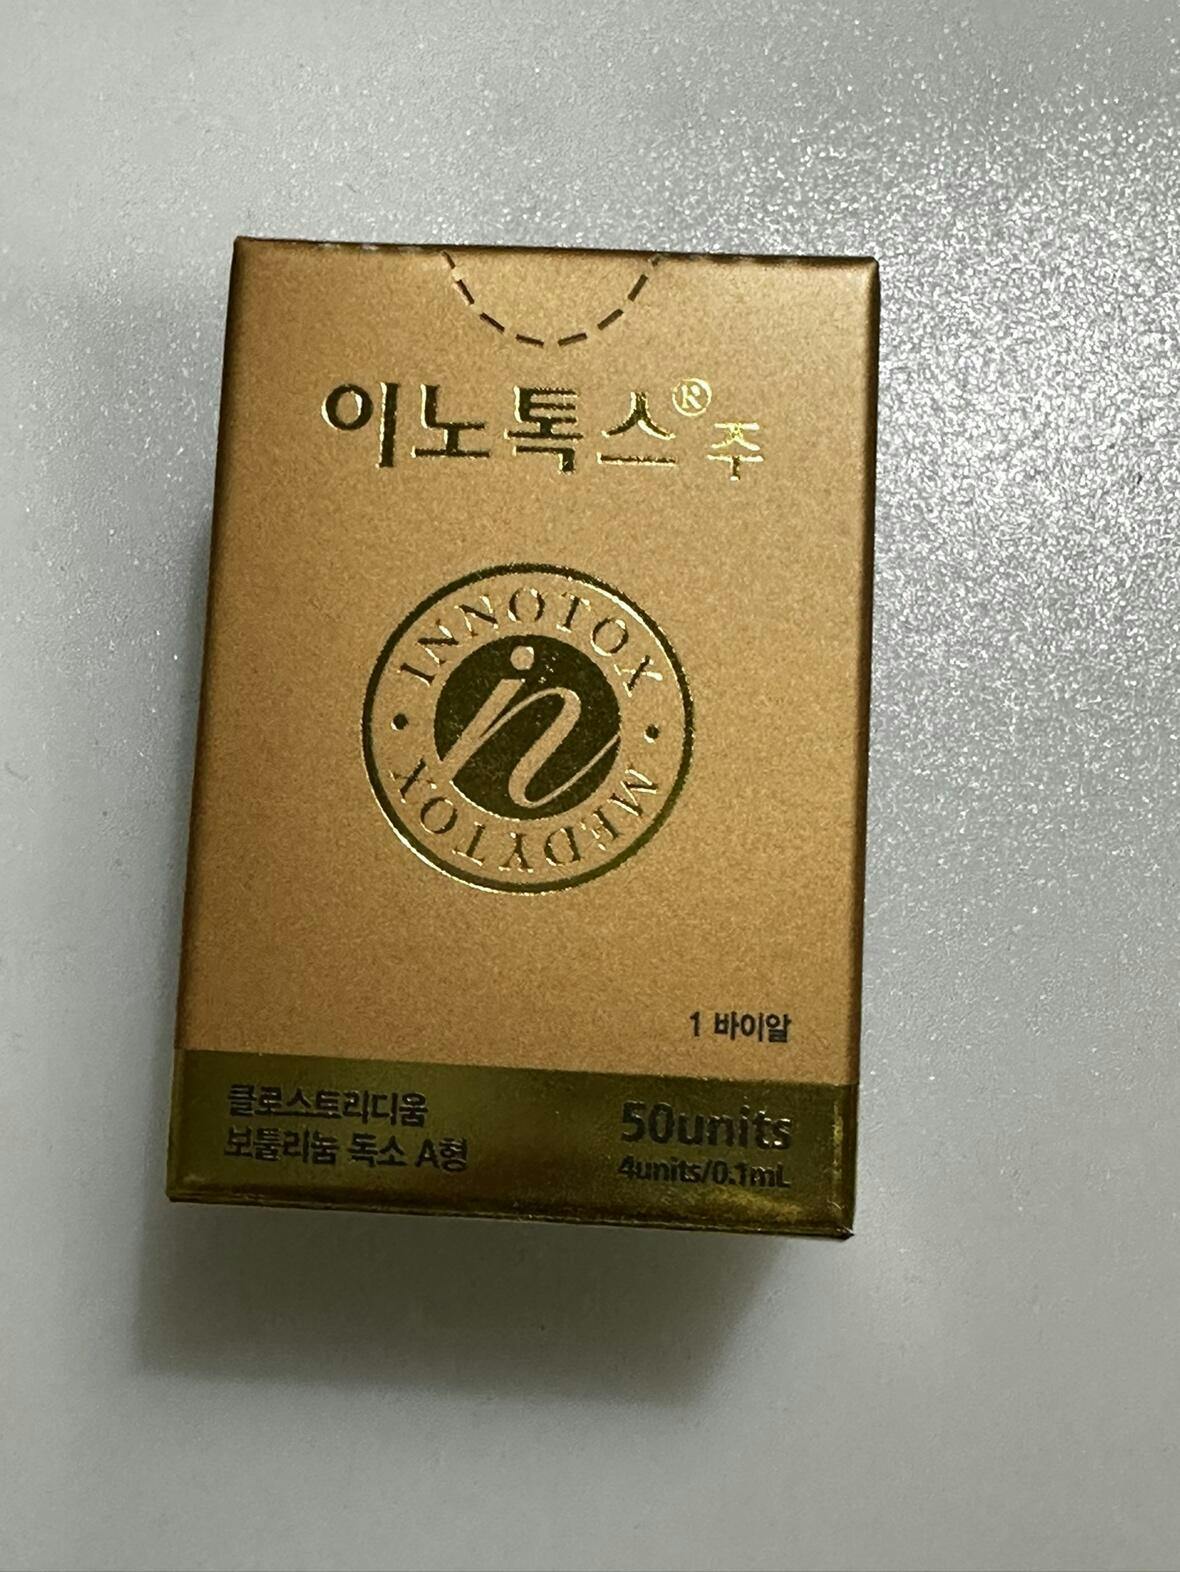 이노톡스® 주
INNOTOX · MEDYTOX ·
in
1 바이알
클로스트리디움
보툴리눔 독소 A형
50units
4units/0.1mL